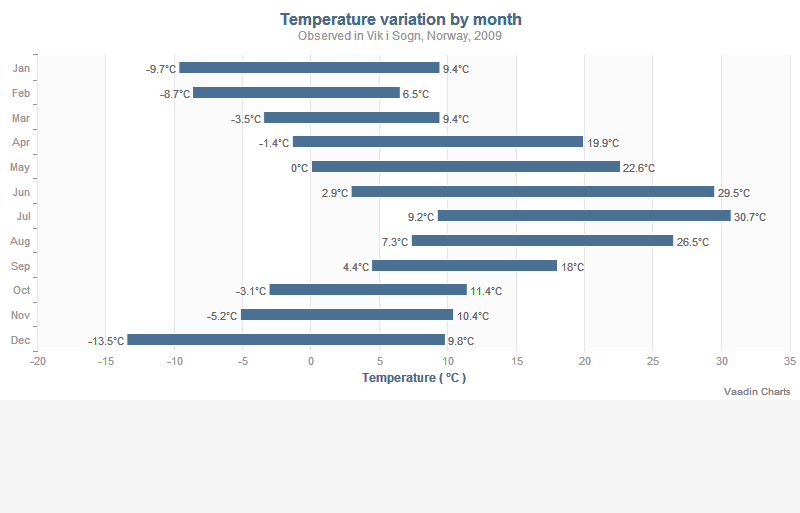 Temperature variation by month
Observed in Vik i Sogn, Norway, 2009
Jan -9.7°C 9.4°C
Feb -8.7°C 6.5°C
Mar -3.5°C 9.4°C
Apr -1.4°C 19.9°C
May 0°C 22.6°C
Jun 2.9°C 29.5°C
Jul 9.2°C 30.7°C
Aug 7.3°C 26.5°C
Sep 4.4°C 18°C
Oct -3.1°C 11.4°C
Nov -5.2°C 10.4°C
Dec -13.5°C 9.8°C
-20 -15 -10 -5 0 5 10 15 20 25 30 35
Temperature ( °C )
Vaadin Charts